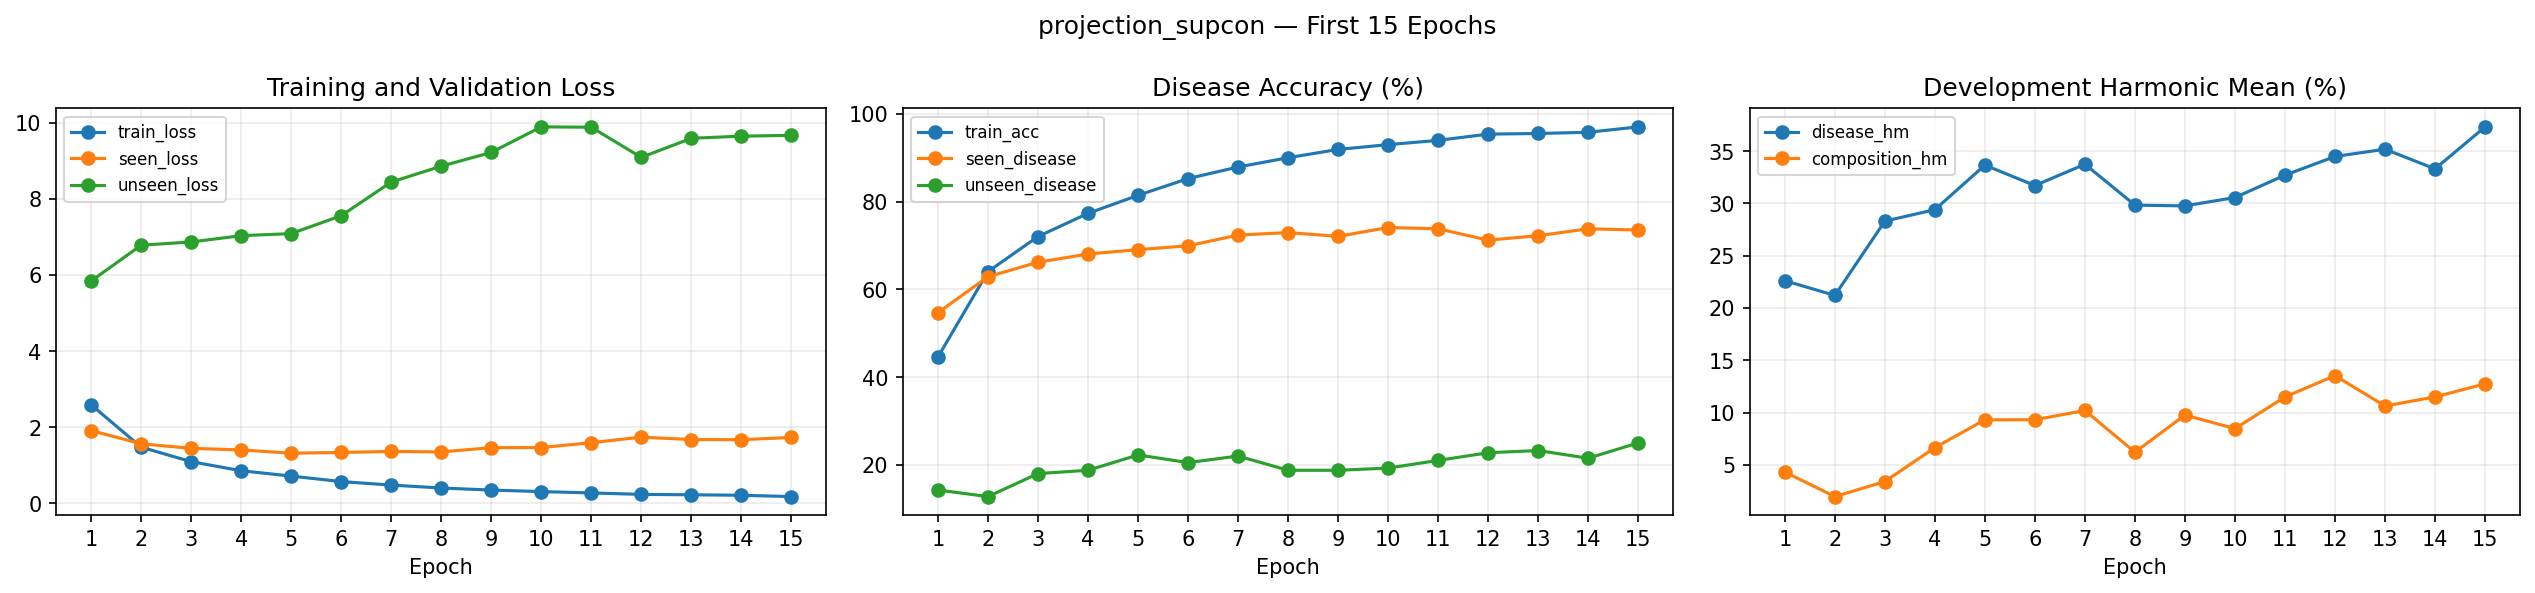 projection_supcon — First 15 Epochs
Training and Validation Loss
train_loss
seen_loss
unseen_loss
10
8
6
4
2
0
1 2 3 4 5 6 7 8 9 10 11 12 13 14 15
Epoch
Disease Accuracy (%)
train_acc
seen_disease
unseen_disease
100
80
60
40
20
1 2 3 4 5 6 7 8 9 10 11 12 13 14 15
Epoch
Development Harmonic Mean (%)
disease_hm
composition_hm
35
30
25
20
15
10
5
1 2 3 4 5 6 7 8 9 10 11 12 13 14 15
Epoch